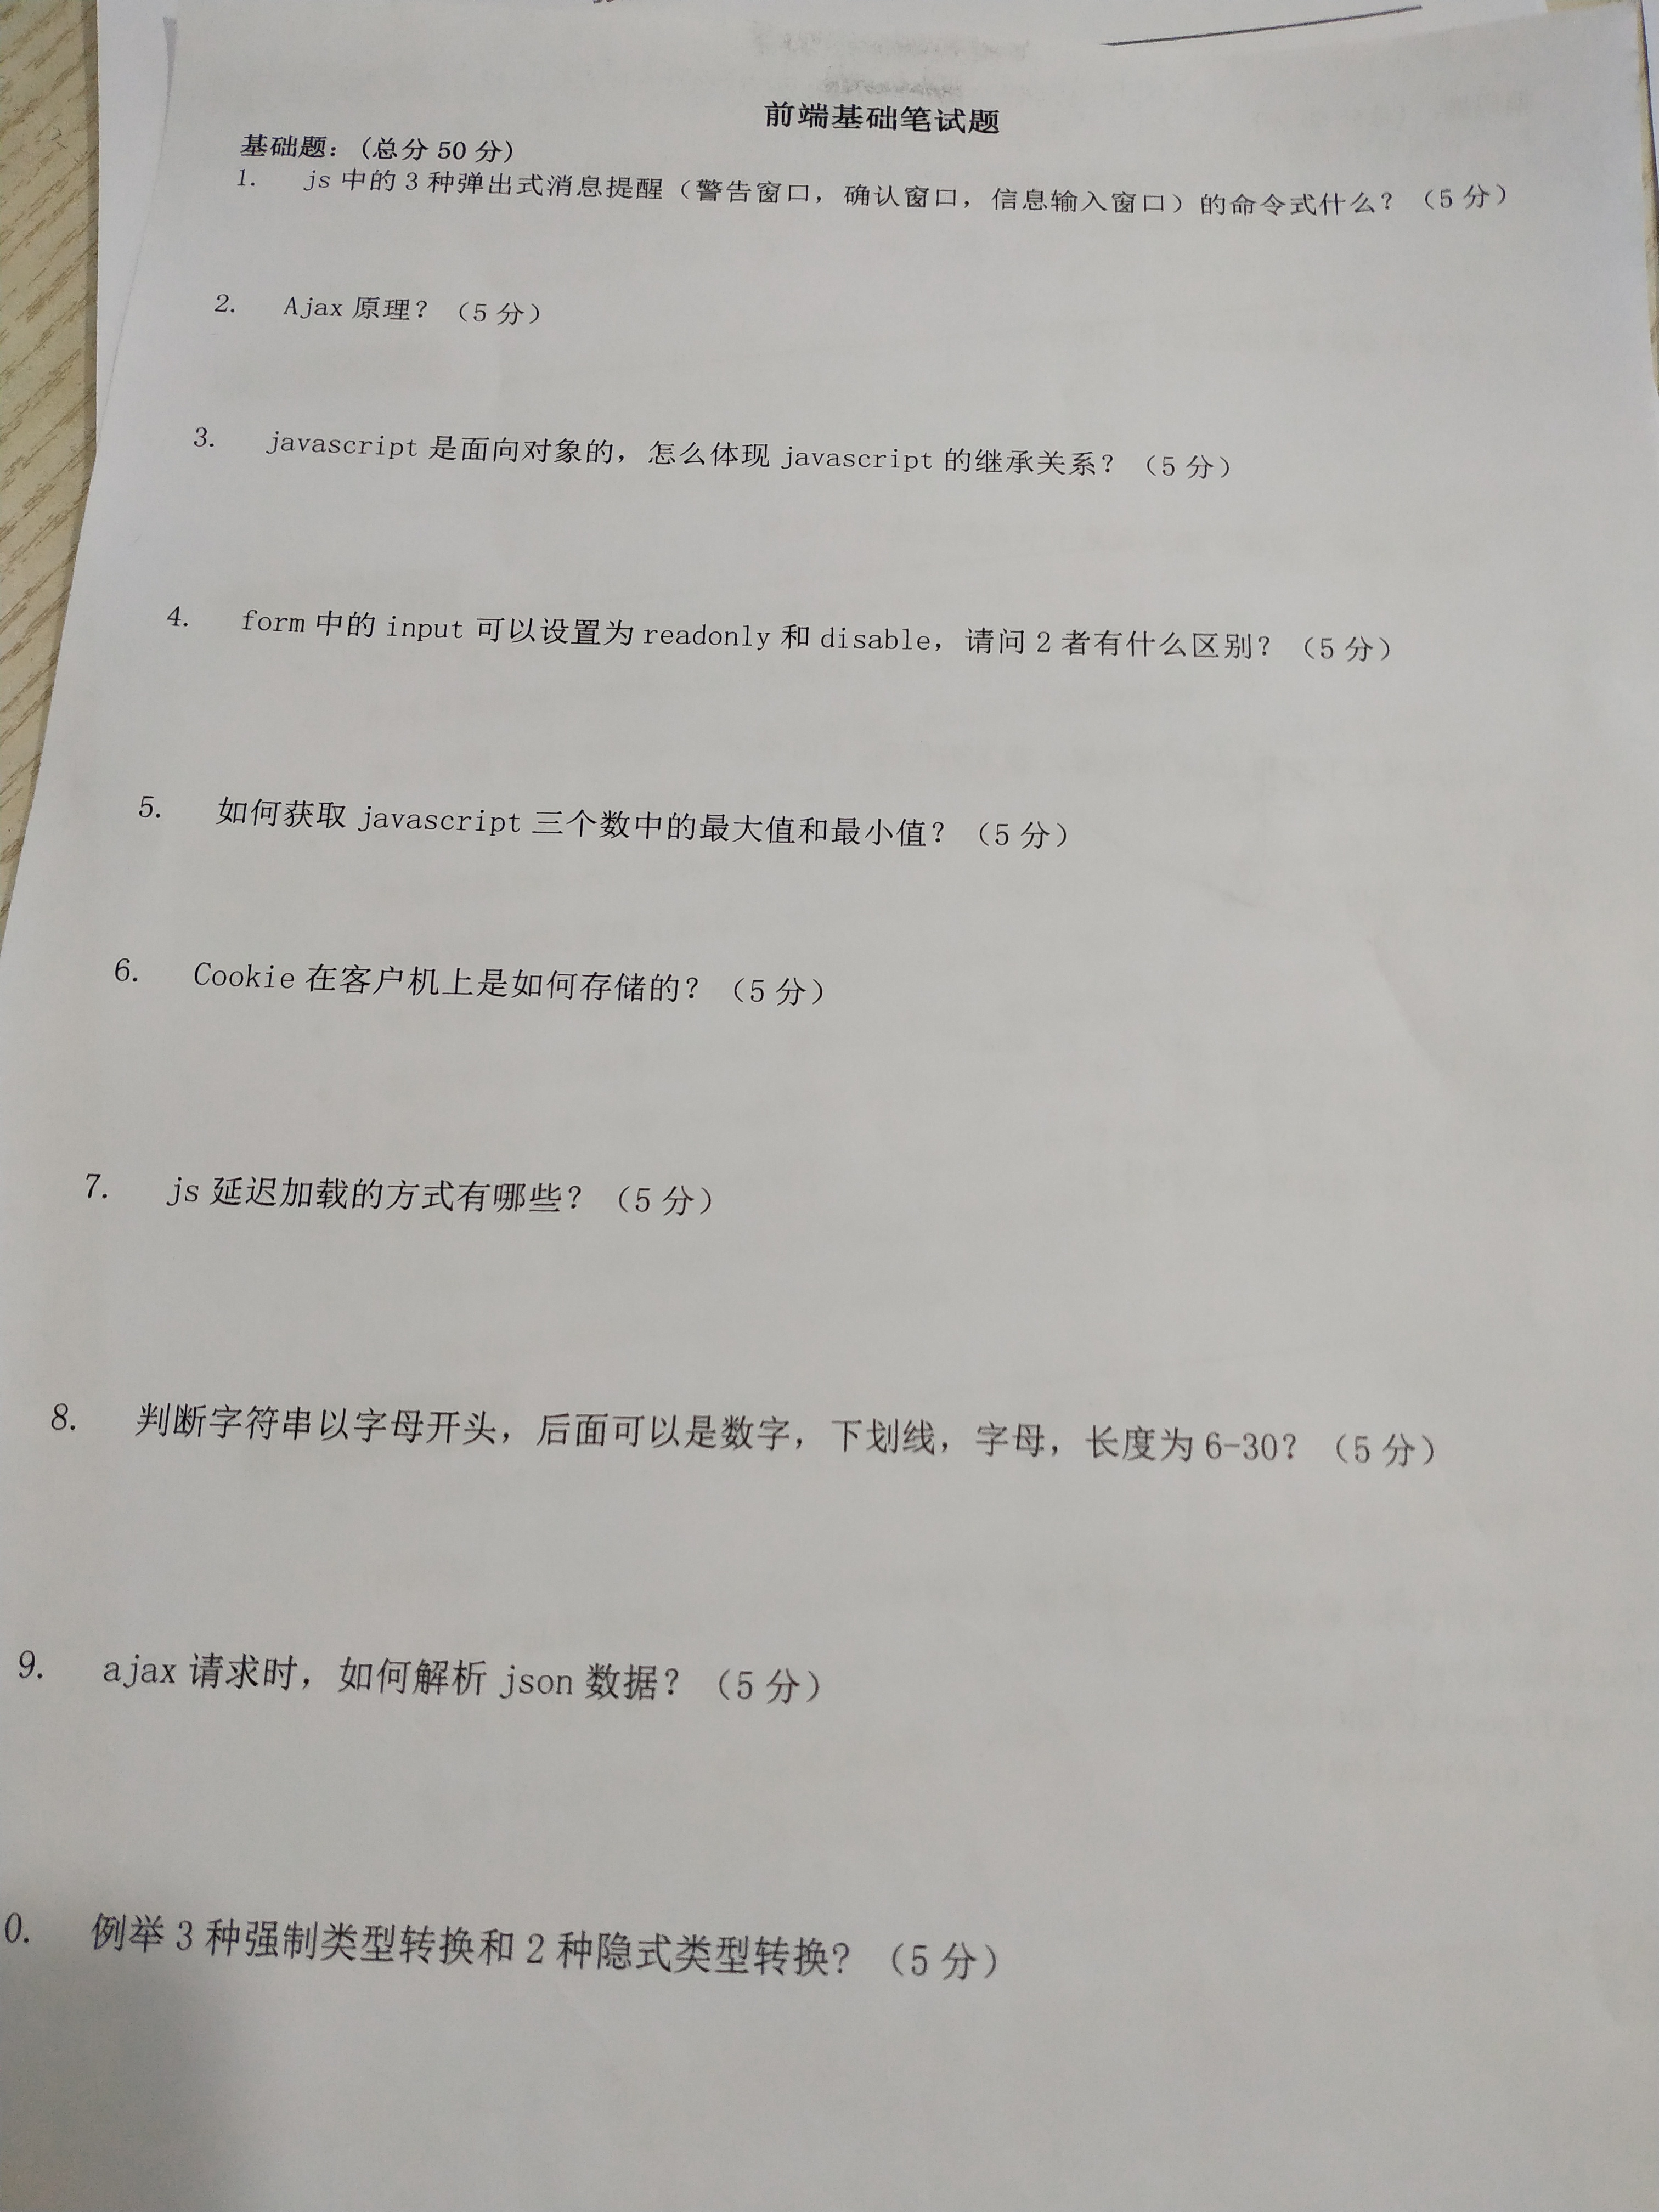 前端基础笔试题
基础题：（总分 50 分）
1. js 中的 3 种弹出式消息提醒（警告窗口，确认窗口，信息输入窗口）的命令式什么？（5 分）
2. Ajax 原理？（5 分）
3. javascript 是面向对象的，怎么体现 javascript 的继承关系？（5 分）
4. form 中的 input 可以设置为 readonly 和 disable，请问 2 者有什么区别？（5 分）
5. 如何获取 javascript 三个数中的最大值和最小值？（5 分）
6. Cookie 在客户机上是如何存储的？（5 分）
7. js 延迟加载的方式有哪些？（5 分）
8. 判断字符串以字母开头，后面可以是数字，下划线，字母，长度为 6-30？（5 分）
9. ajax 请求时，如何解析 json 数据？（5 分）
0. 例举 3 种强制类型转换和 2 种隐式类型转换？（5 分）